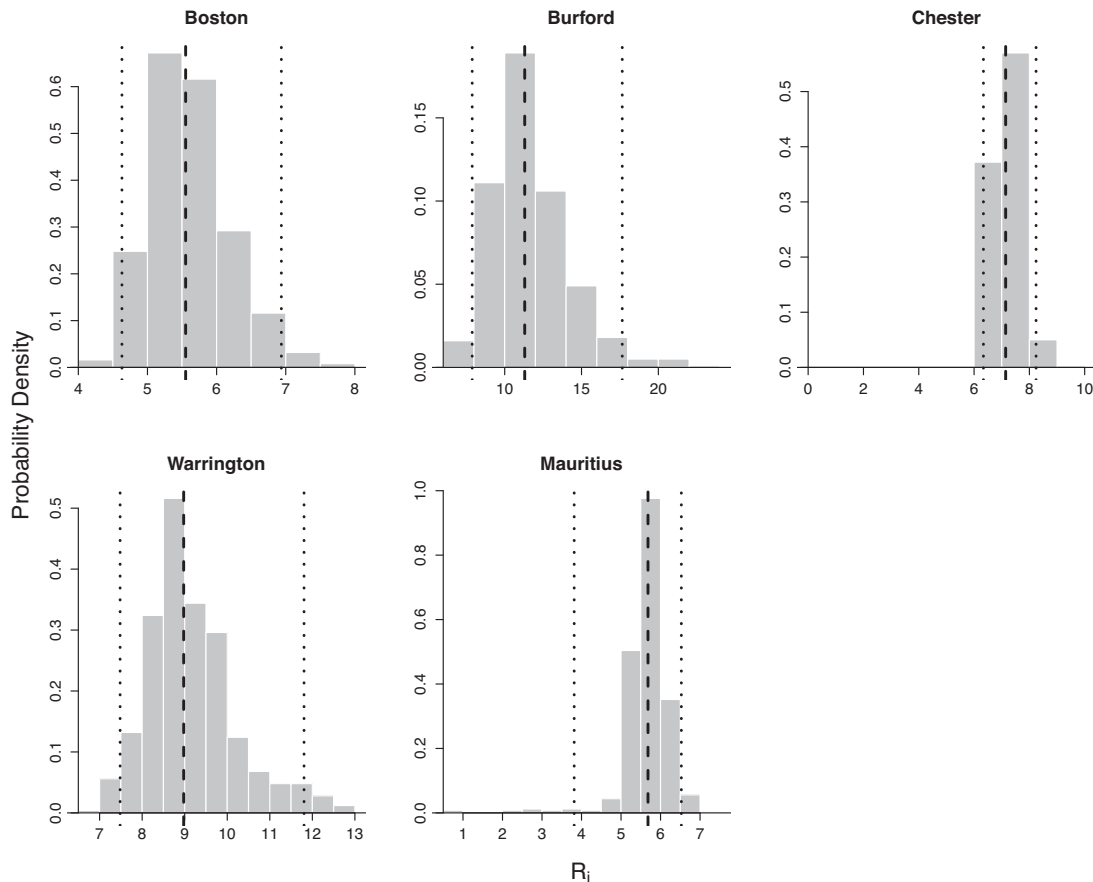 Boston
Burford
Chester
0.0 0.1 0.2 0.3 0.4 0.5 0.6
4 5 6 7 8
0.00 0.05 0.10 0.15
10 15 20
0.0 0.1 0.2 0.3 0.4 0.5
0 2 4 6 8 10
Probability Density
Warrington
Mauritius
0.0 0.1 0.2 0.3 0.4 0.5
7 8 9 10 11 12 13
0.0 0.2 0.4 0.6 0.8 1.0
1 2 3 4 5 6 7
Ri